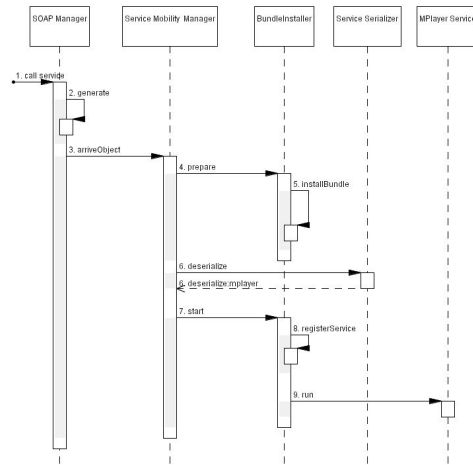 SOAP Manager
Service Mobility Manager
BundleInstaller
Service Serializer
MPlayer Service
1. call service
2. generate
3. arriveObject
4. prepare
5. installBundle
6. deserialize
6. deserialize:mplayer
7. start
8. registerService
9. run